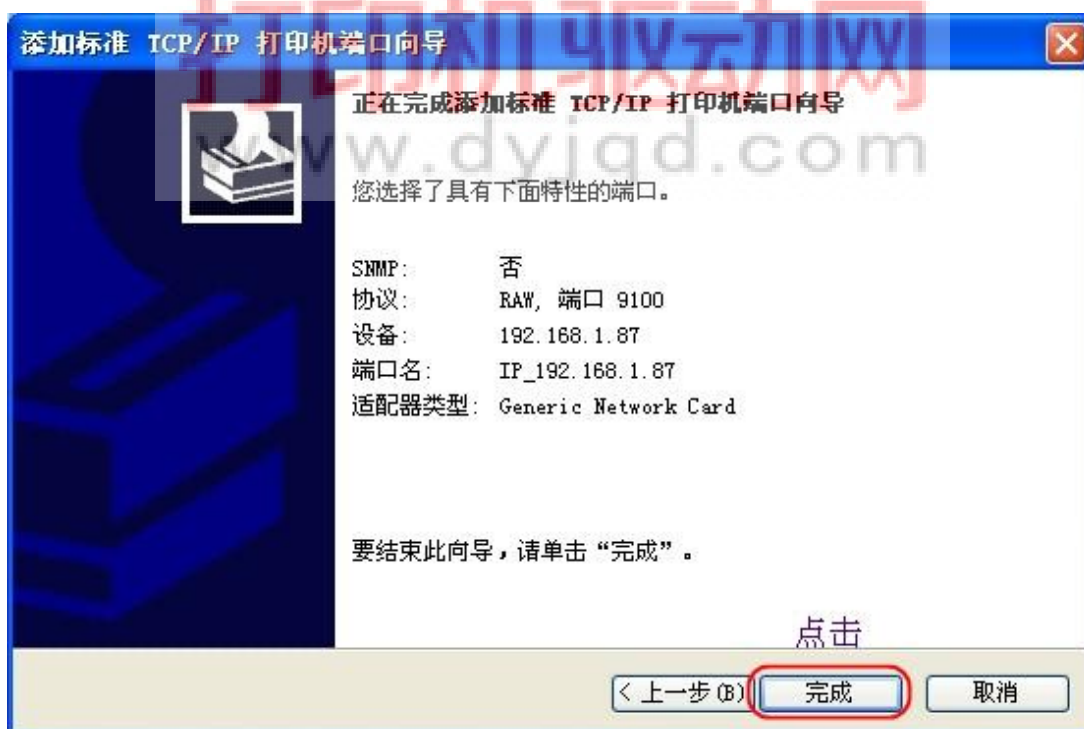 打印机驱动网
www.dyjqd.com
添加标准 TCP/IP 打印机端口向导
正在完成添加标准 TCP/IP 打印机端口向导
您选择了具有下面特性的端口。
SNMP: 否
协议: RAW, 端口 9100
设备: 192.168.1.87
端口名: IP_192.168.1.87
适配器类型: Generic Network Card
要结束此向导，请单击“完成”。
点击
< 上一步(B) 完成 取消